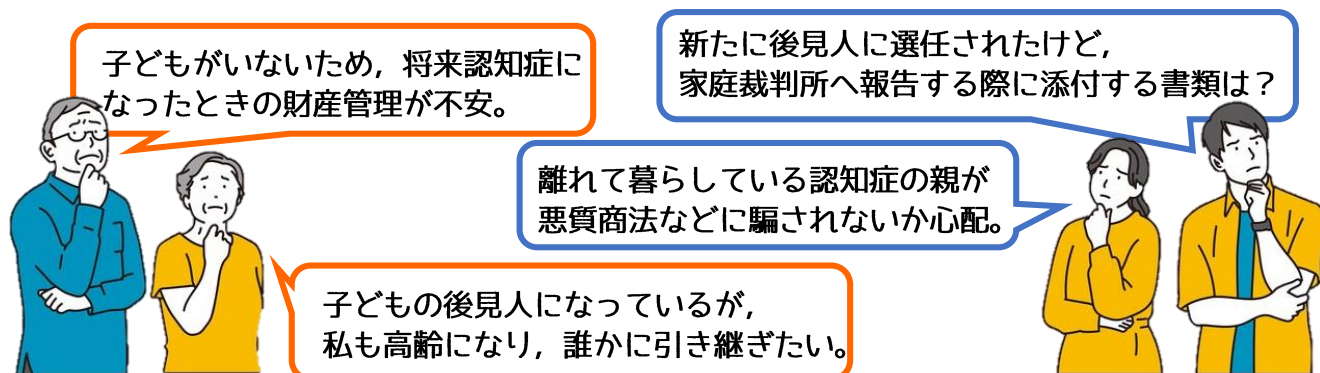 子どもがいないため，将来認知症に
なったときの財産管理が不安。
新たに後見人に選任されたけど，
家庭裁判所へ報告する際に添付する書類は？
離れて暮らしている認知症の親が
悪質商法などに騙されないか心配。
子どもの後見人になっているが，
私も高齢になり，誰かに引き継ぎたい。